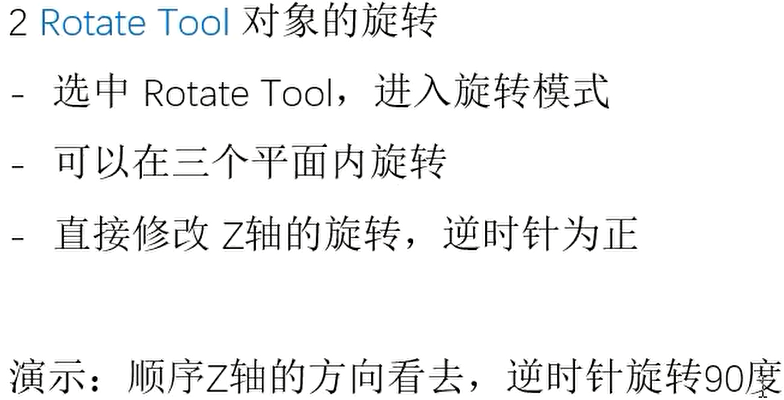 2 Rotate Tool 对象的旋转
- 选中 Rotate Tool，进入旋转模式
- 可以在三个平面内旋转
- 直接修改 Z轴的旋转，逆时针为正
演示：顺序Z轴的方向看去，逆时针旋转90度